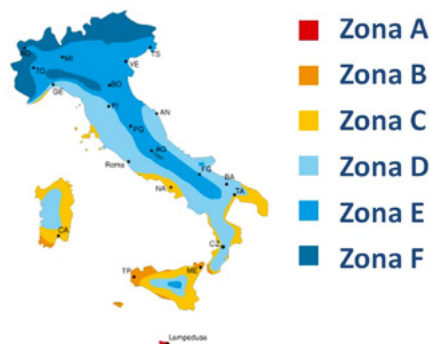 Zona A
Zona B
Zona C
Zona D
Zona E
Zona F
TS
MI
VE
TO
BO
GE
FI
AN
PG
AQ
Roma
FG
BA
NA
TA
CA
CZ
ME
TP
Lampedusa